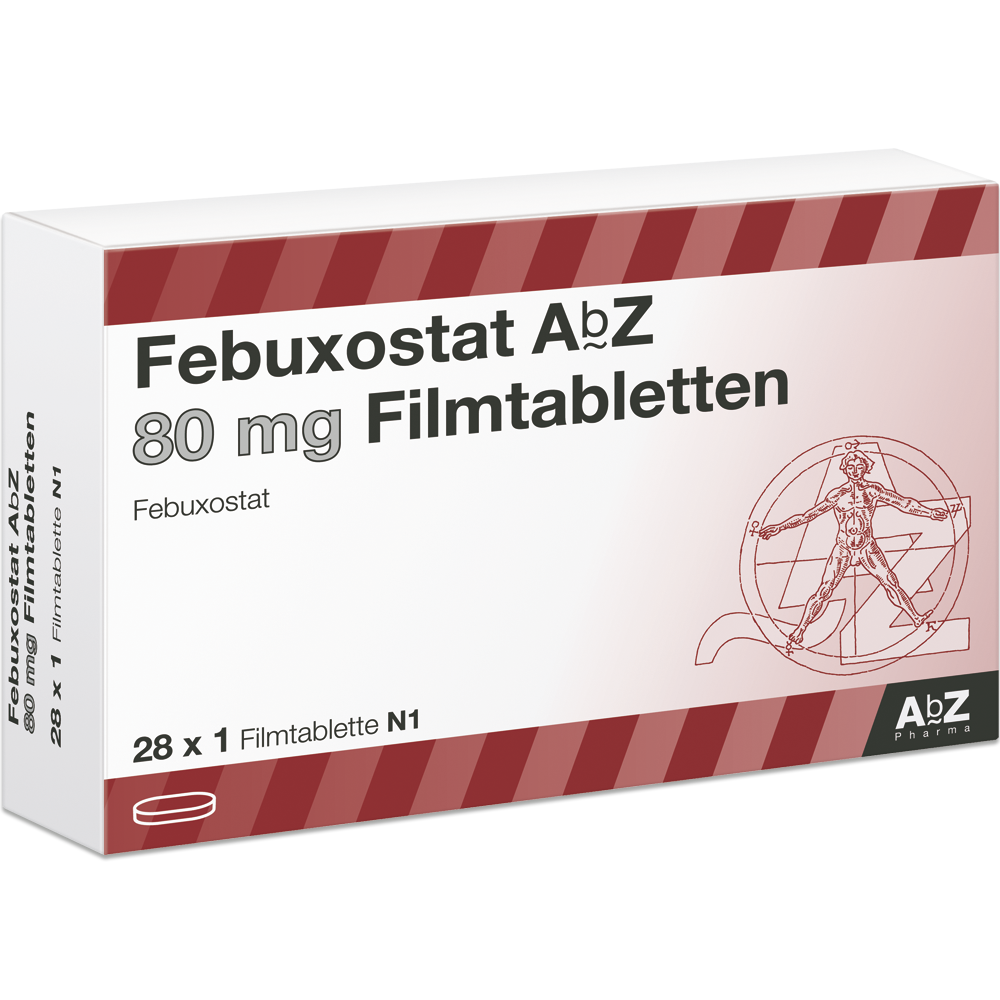 Febuxostat AbZ
80 mg Filmtabletten
Febuxostat
28 x 1 Filmtablette N1
AbZ
Pharma
Febuxostat AbZ
80 mg Filmtabletten
28 x 1 Filmtablette N1